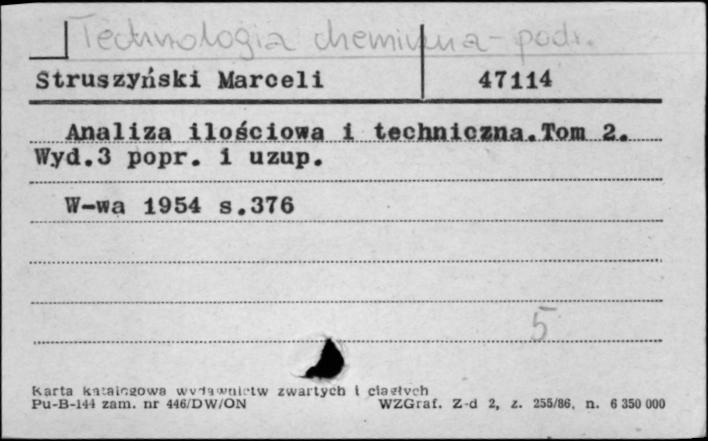 Technologia chemiczna - podr.
Struszyński Marceli 47114
Analiza ilościowa i techniczna.Tom 2.
Wyd.3 popr. i uzup.
W-wa 1954 s.376
5
Karta katalogowa wydawnictw zwartych i ciągłych
Pu-B-144 zam. nr 446/DW/ON WZGraf. Z-d 2, z. 255/86, n. 6 350 000